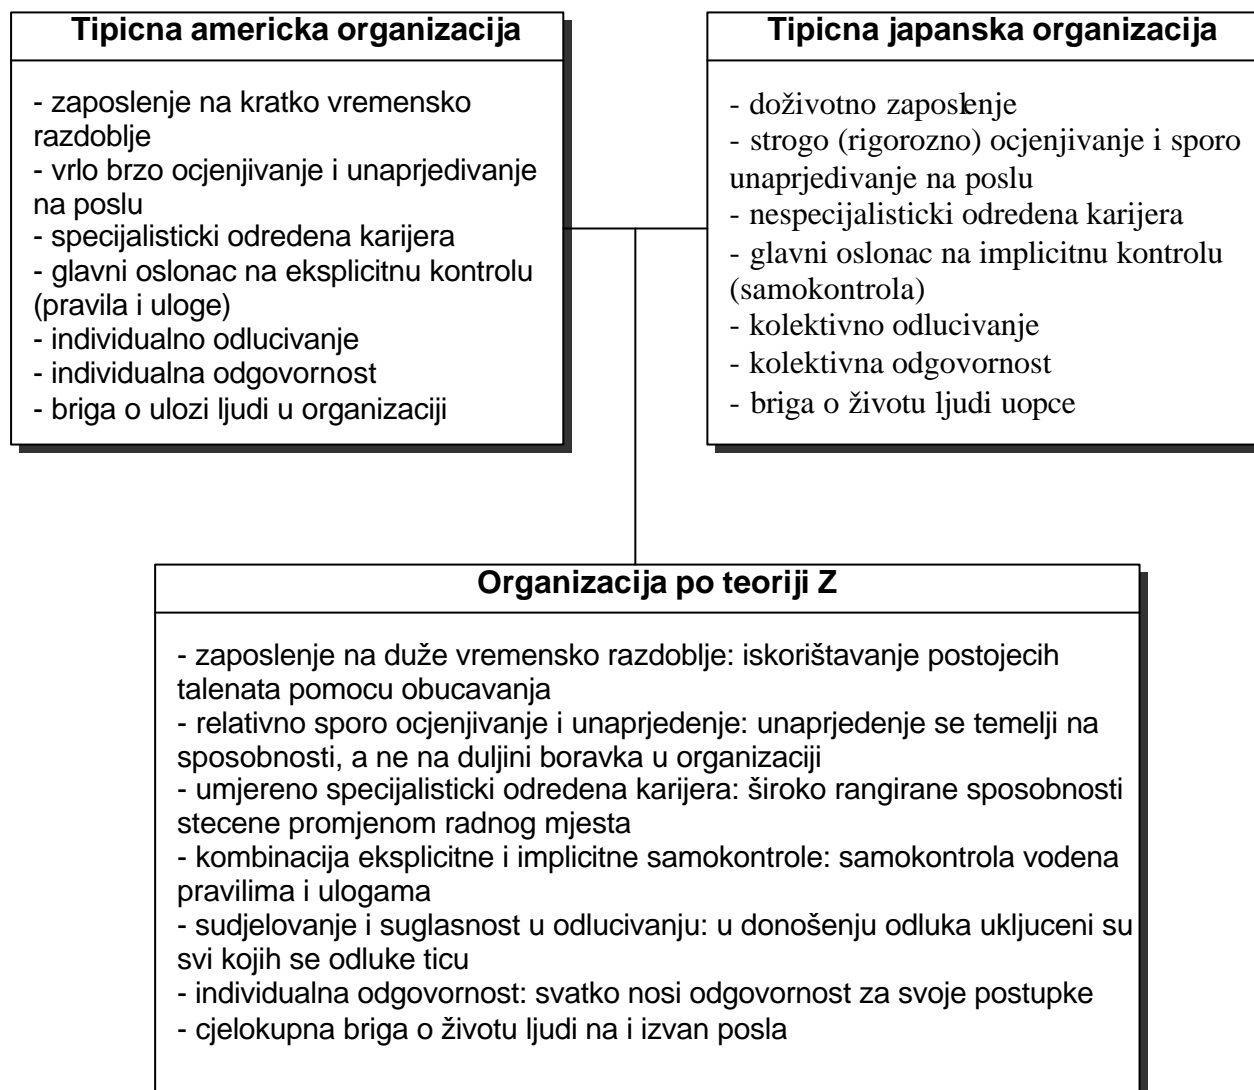 Tipicna americka organizacija
- zaposlenje na kratko vremensko
razdoblje
- vrlo brzo ocjenjivanje i unaprjedivanje
na poslu
- specijalisticki odredena karijera
- glavni oslonac na eksplicitnu kontrolu
(pravila i uloge)
- individualno odlucivanje
- individualna odgovornost
- briga o ulozi ljudi u organizaciji
Tipicna japanska organizacija
- doživotno zaposlenje
- strogo (rigorozno) ocjenjivanje i sporo
unaprjedivanje na poslu
- nespecijalisticki odredena karijera
- glavni oslonac na implicitnu kontrolu
(samokontrola)
- kolektivno odlucivanje
- kolektivna odgovornost
- briga o životu ljudi uopce
Organizacija po teoriji Z
- zaposlenje na duže vremensko razdoblje: iskorištavanje postojecih
talenata pomocu obucavanja
- relativno sporo ocjenjivanje i unaprjedenje: unaprjedenje se temelji na
sposobnosti, a ne na duljini boravka u organizaciji
- umjereno specijalisticki odredena karijera: široko rangirane sposobnosti
stecene promjenom radnog mjesta
- kombinacija eksplicitne i implicitne samokontrole: samokontrola vodena
pravilima i ulogama
- sudjelovanje i suglasnost u odlucivanju: u donošenju odluka ukljuceni su
svi kojih se odluke ticu
- individualna odgovornost: svatko nosi odgovornost za svoje postupke
- cjelokupna briga o životu ljudi na i izvan posla